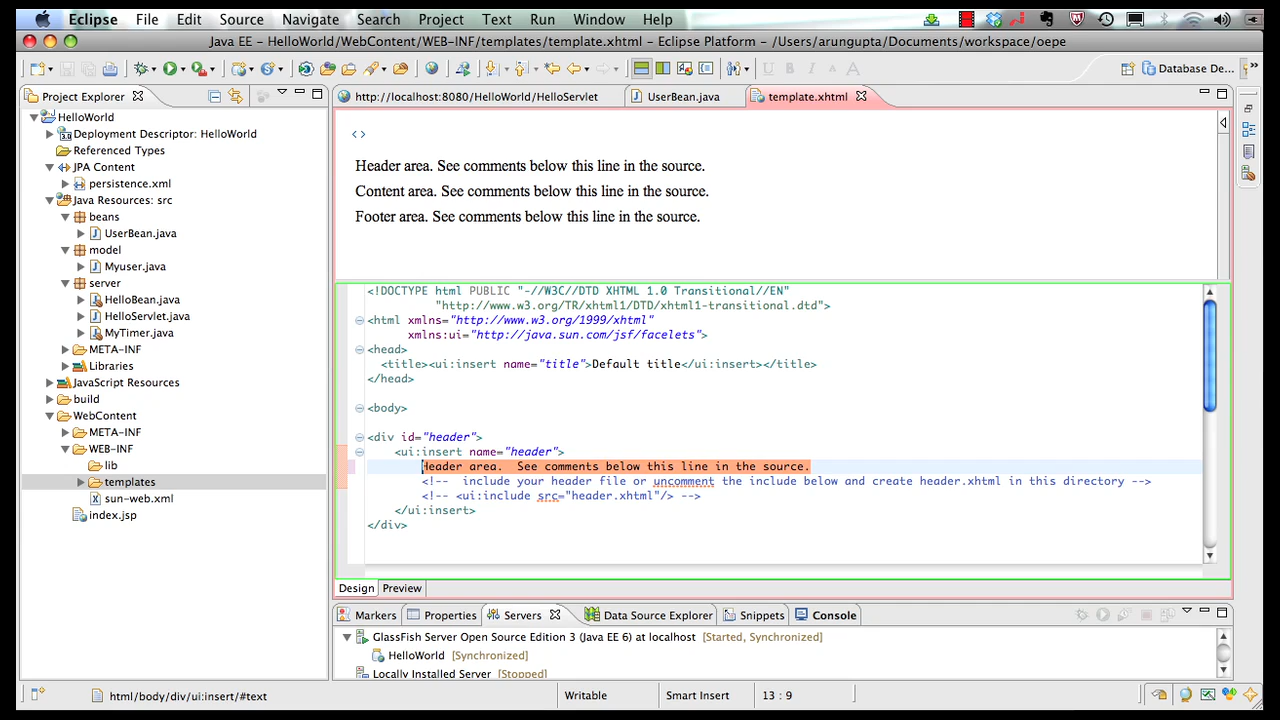 Eclipse File Edit Source Navigate Search Project Text Run Window Help
Java EE – HelloWorld/WebContent/WEB-INF/templates/template.xhtml – Eclipse Platform – /Users/arungupta/Documents/workspace/oepe
Database De...
Project Explorer
http://localhost:8080/HelloWorld/HelloServlet
UserBean.java
template.xhtml
HelloWorld
Deployment Descriptor: HelloWorld
Referenced Types
JPA Content
persistence.xml
Java Resources: src
beans
UserBean.java
model
Myuser.java
server
HelloBean.java
HelloServlet.java
MyTimer.java
META-INF
Libraries
JavaScript Resources
build
WebContent
META-INF
WEB-INF
lib
templates
sun-web.xml
index.jsp
< >
Header area. See comments below this line in the source.
Content area. See comments below this line in the source.
Footer area. See comments below this line in the source.
<!DOCTYPE html PUBLIC "-//W3C//DTD XHTML 1.0 Transitional//EN"
"http://www.w3.org/TR/xhtml1/DTD/xhtml1-transitional.dtd">
<html xmlns="http://www.w3.org/1999/xhtml"
xmlns:ui="http://java.sun.com/jsf/facelets">
<head>
<title><ui:insert name="title">Default title</ui:insert></title>
</head>
<body>
<div id="header">
<ui:insert name="header">
Header area.  See comments below this line in the source.
<!--  include your header file or uncomment the include below and create header.xhtml in this directory -->
<!-- <ui:include src="header.xhtml"/> -->
</ui:insert>
</div>
Design Preview
Markers Properties Servers Data Source Explorer Snippets Console
GlassFish Server Open Source Edition 3 (Java EE 6) at localhost [Started, Synchronized]
HelloWorld [Synchronized]
Locally Installed Server [Stopped]
html/body/div/ui:insert/#text
Writable
Smart Insert
13 : 9